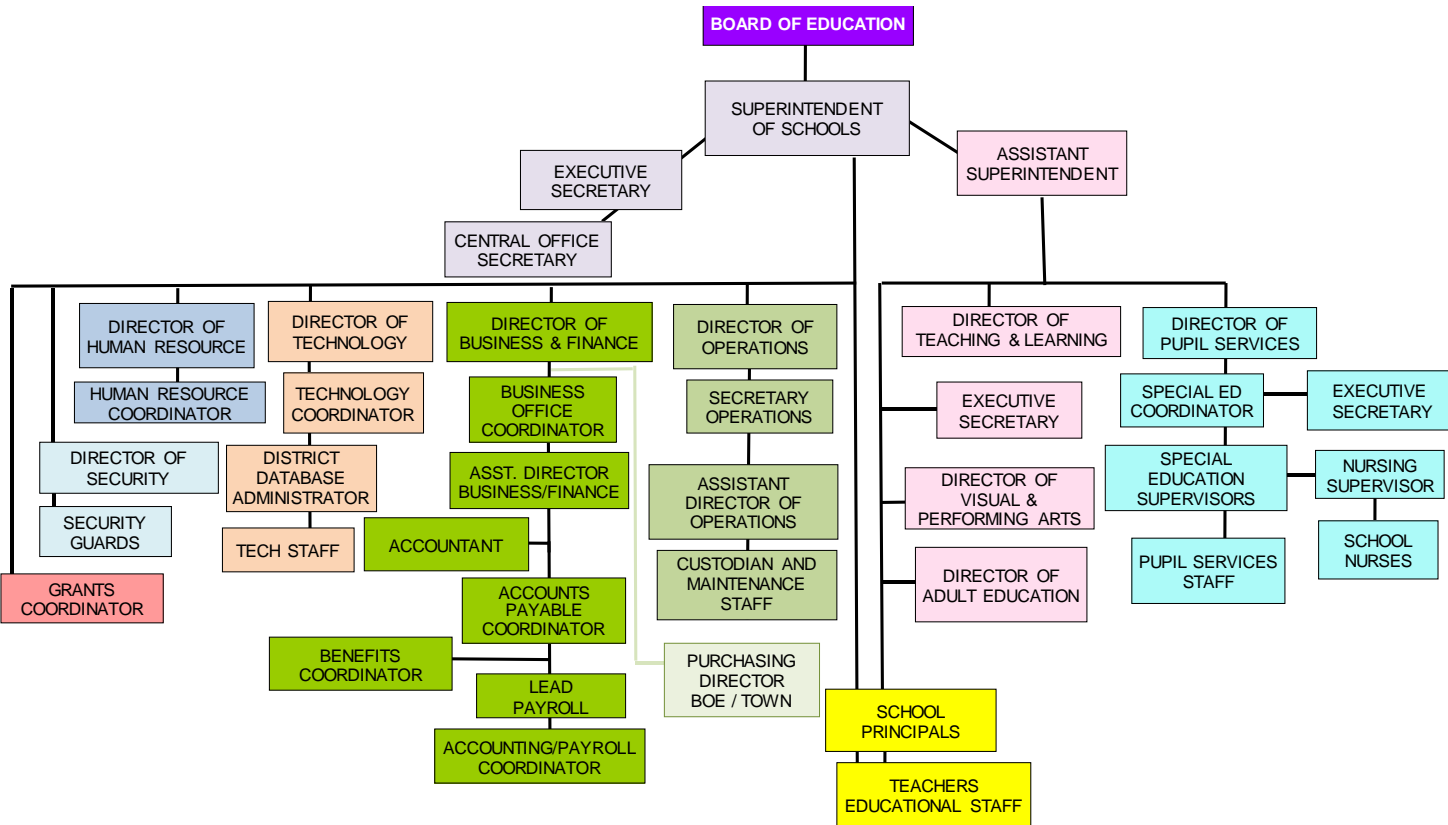 BOARD OF EDUCATION
SUPERINTENDENT
OF SCHOOLS
ASSISTANT
SUPERINTENDENT
EXECUTIVE
SECRETARY
CENTRAL OFFICE
SECRETARY
DIRECTOR OF
HUMAN RESOURCE
HUMAN RESOURCE
COORDINATOR
DIRECTOR OF
SECURITY
SECURITY
GUARDS
GRANTS
COORDINATOR
DIRECTOR OF
TECHNOLOGY
TECHNOLOGY
COORDINATOR
DISTRICT
DATABASE
ADMINISTRATOR
TECH STAFF
DIRECTOR OF
BUSINESS & FINANCE
BUSINESS
OFFICE
COORDINATOR
ASST. DIRECTOR
BUSINESS/FINANCE
ACCOUNTANT
ACCOUNTS
PAYABLE
COORDINATOR
BENEFITS
COORDINATOR
LEAD
PAYROLL
ACCOUNTING/PAYROLL
COORDINATOR
DIRECTOR OF
OPERATIONS
SECRETARY
OPERATIONS
ASSISTANT
DIRECTOR OF
OPERATIONS
CUSTODIAN AND
MAINTENANCE
STAFF
PURCHASING
DIRECTOR
BOE / TOWN
DIRECTOR OF
TEACHING & LEARNING
EXECUTIVE
SECRETARY
DIRECTOR OF
VISUAL &
PERFORMING ARTS
DIRECTOR OF
ADULT EDUCATION
SCHOOL
PRINCIPALS
TEACHERS
EDUCATIONAL STAFF
DIRECTOR OF
PUPIL SERVICES
SPECIAL ED
COORDINATOR
EXECUTIVE
SECRETARY
SPECIAL
EDUCATION
SUPERVISORS
NURSING
SUPERVISOR
PUPIL SERVICES
STAFF
SCHOOL
NURSES